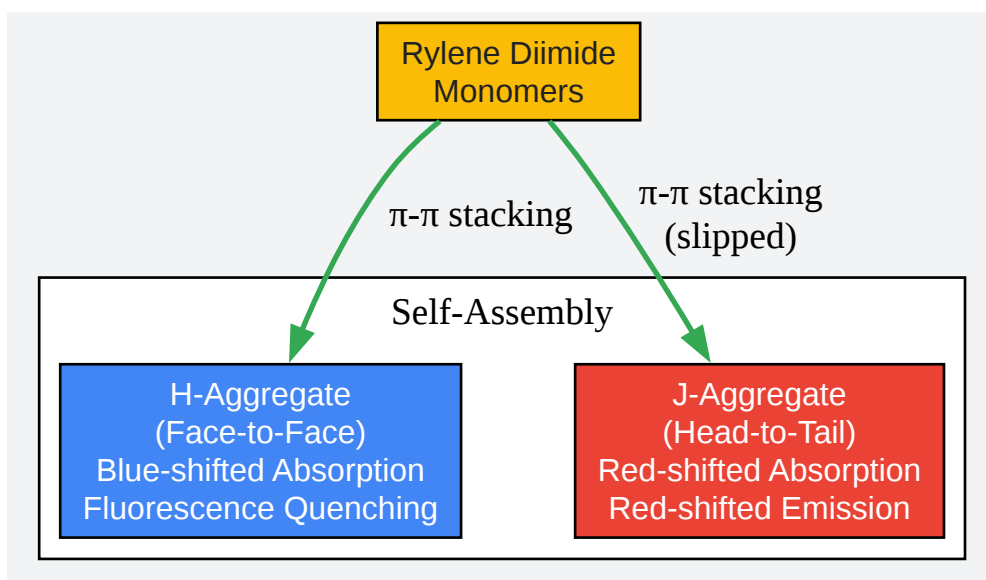 Rylene Diimide
Monomers
π-π stacking
π-π stacking
(slipped)
Self-Assembly
H-Aggregate
(Face-to-Face)
Blue-shifted Absorption
Fluorescence Quenching
J-Aggregate
(Head-to-Tail)
Red-shifted Absorption
Red-shifted Emission